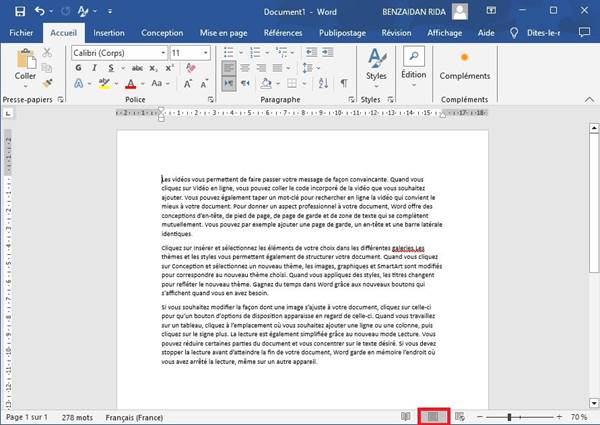 Document1 - Word
BENZAIDAN RIDA
Fichier Accueil Insertion Dessin Conception Mise en page Références Publipostage Révision Affichage Aide Dites-le-r
Coller
Calibri (Corps) 11
G I S
Styles
Édition
Compléments
Presse-papiers Police Paragraphe Styles Compléments
Les vidéos vous permettent de faire passer votre message de façon convaincante. Quand vous
cliquez sur Vidéo en ligne, vous pouvez coller le code incorporé de la vidéo que vous souhaitez
ajouter. Vous pouvez également taper un mot-clé pour rechercher en ligne la vidéo qui convient le
mieux à votre document. Pour donner un aspect professionnel à votre document, Word offre des
conceptions d’en-tête, de pied de page, de page de garde et de zone de texte qui se complètent
mutuellement. Vous pouvez par exemple ajouter une page de garde, un en-tête et une barre latérale
identiques.
Cliquez sur Insérer et sélectionnez les éléments de votre choix dans les différentes galeries.Les
thèmes et les styles vous permettent également de structurer votre document. Quand vous cliquez
sur Conception et sélectionnez un nouveau thème, les images, graphiques et SmartArt sont modifiés
pour correspondre au nouveau thème choisi. Quand vous appliquez des styles, les titres changent
pour refléter le nouveau thème. Gagnez du temps dans Word grâce aux nouveaux boutons qui
s'affichent quand vous en avez besoin.
Si vous souhaitez modifier la façon dont une image s’ajuste à votre document, cliquez sur celle-ci
pour qu’un bouton d’options de disposition apparaisse en regard de celle-ci. Quand vous travaillez
sur un tableau, cliquez à l’emplacement où vous souhaitez ajouter une ligne ou une colonne, puis
cliquez sur le signe plus. La lecture est également simplifiée grâce au nouveau mode Lecture. Vous
pouvez réduire certaines parties du document et vous concentrer sur le texte désiré. Si vous devez
stopper la lecture avant d’atteindre la fin de votre document, Word garde en mémoire l’endroit où
vous avez arrêté la lecture, même sur un autre appareil.
Page 1 sur 1 278 mots Français (France) 70 %